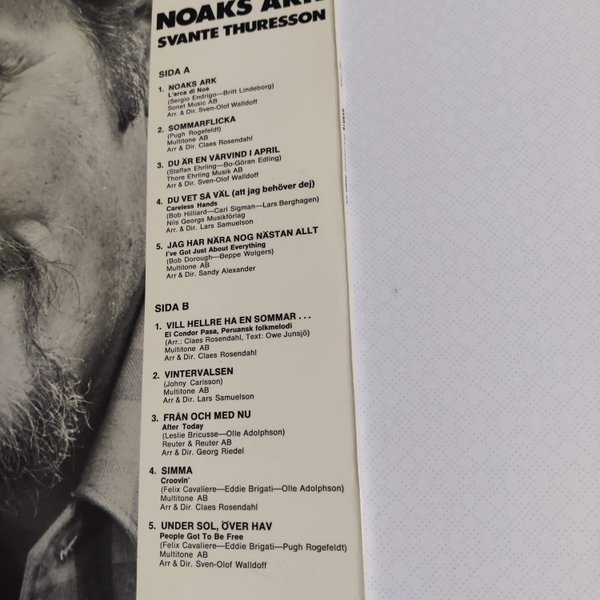 NOAKS ARK
SVANTE THURESSON
SIDA A
1. NOAKS ARK
L'arca di Noè
(Sergio Endrigo—Britt Lindeborg)
Sonet Music AB
Arr & Dir. Sven-Olof Walldoff
2. SOMMARFLICKA
(Pugh Rogefeldt)
Multitone AB
Arr & Dir. Claes Rosendahl
3. DU ÄR EN VÅRVIND I APRIL
(Staffan Ehrling—Bo-Göran Edling)
Thore Ehrling Musik AB
Arr & Dir. Sven-Olof Walldoff
4. DU VET SÅ VÄL (att jag behöver dej)
Careless Hands
(Bob Hilliard—Carl Sigman—Lars Berghagen)
Nils Georgs Musikförlag
Arr & Dir. Lars Samuelson
5. JAG HAR NÄRA NOG NÄSTAN ALLT
I've Got Just About Everything
(Bob Dorough—Beppe Wolgers)
Multitone AB
Arr & Dir. Sandy Alexander
SIDA B
1. VILL HELLRE HA EN SOMMAR . . .
El Condor Pasa, Peruansk folkmelodi
(Arr.: Claes Rosendahl, Text: Owe Junsjö)
Multitone AB
Arr & Dir. Claes Rosendahl
2. VINTERVALSEN
(Johny Carlsson)
Multitone AB
Arr & Dir. Lars Samuelson
3. FRÅN OCH MED NU
After Today
(Leslie Bricusse—Olle Adolphson)
Reuter & Reuter AB
Arr & Dir. Georg Riedel
4. SIMMA
Croovin'
(Felix Cavaliere—Eddie Brigati—Olle Adolphson)
Multitone AB
Arr & Dir. Claes Rosendahl
5. UNDER SOL, ÖVER HAV
People Got To Be Free
(Felix Cavaliere—Eddie Brigati—Pugh Rogefeldt)
Multitone AB
Arr & Dir. Sven-Olof Walldoff